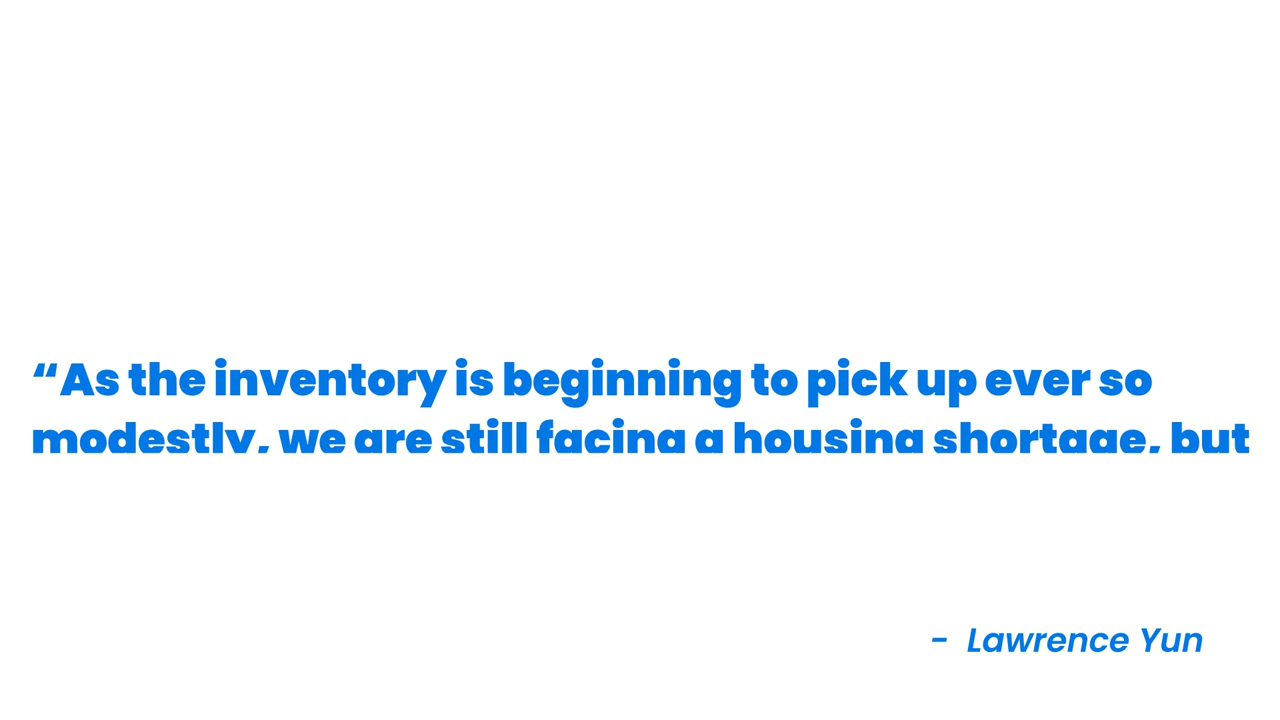 “As the inventory is beginning to pick up ever so
modestly, we are still facing a housing shortage, but
- Lawrence Yun